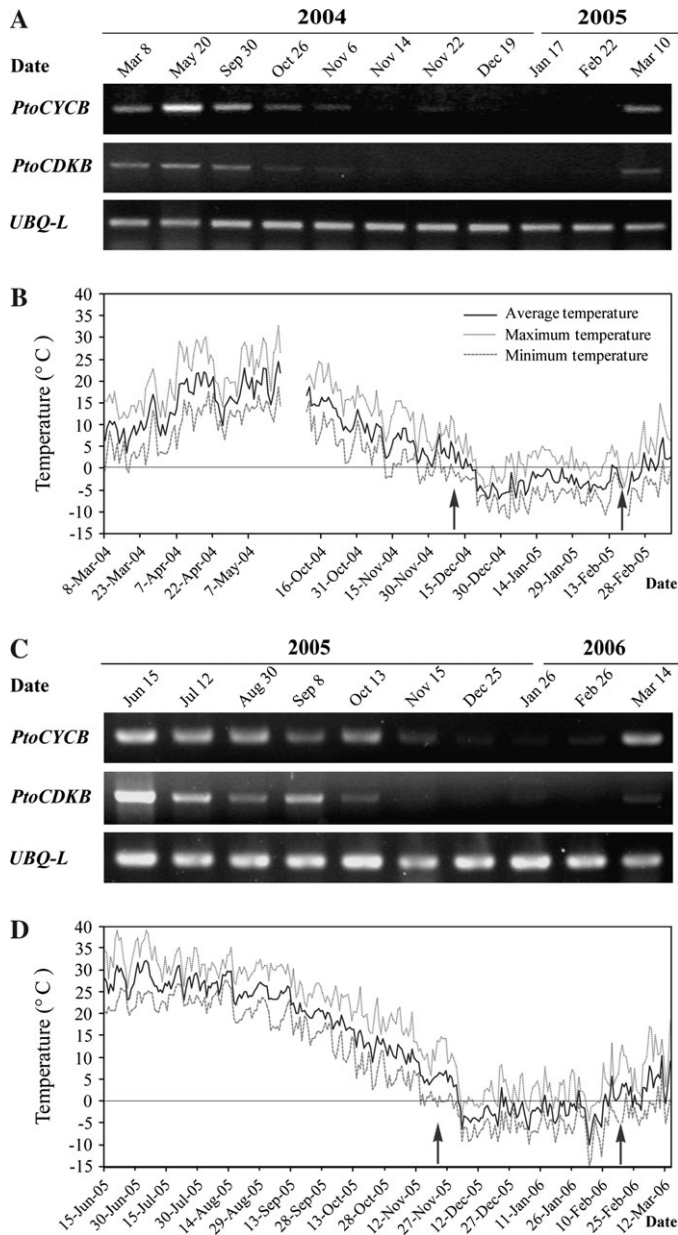 A
2004 2005
Date Mar 8 May 20 Sep 30 Oct 26 Nov 6 Nov 14 Nov 22 Dec 19 Jan 17 Feb 22 Mar 10
PtoCYCB
PtoCDKB
UBQ-L
B
Temperature (° C )
40
35
30
25
20
15
10
5
0
-5
-10
-15
Average temperature
Maximum temperature
Minimum temperature
8-Mar-04 23-Mar-04 7-Apr-04 22-Apr-04 7-May-04 16-Oct-04 31-Oct-04 15-Nov-04 30-Nov-04 15-Dec-04 30-Dec-04 14-Jan-05 29-Jan-05 13-Feb-05 28-Feb-05 Date
C
2005 2006
Date Jun 15 Jul 12 Aug 30 Sep 8 Oct 13 Nov 15 Dec 25 Jan 26 Feb 26 Mar 14
PtoCYCB
PtoCDKB
UBQ-L
D
Temperature (° C )
40
35
30
25
20
15
10
5
0
-5
-10
-15
15-Jun-05 30-Jun-05 15-Jul-05 30-Jul-05 14-Aug-05 29-Aug-05 13-Sep-05 28-Sep-05 13-Oct-05 28-Oct-05 12-Nov-05 27-Nov-05 12-Dec-05 27-Dec-05 11-Jan-06 26-Jan-06 10-Feb-06 25-Feb-06 12-Mar-06 Date